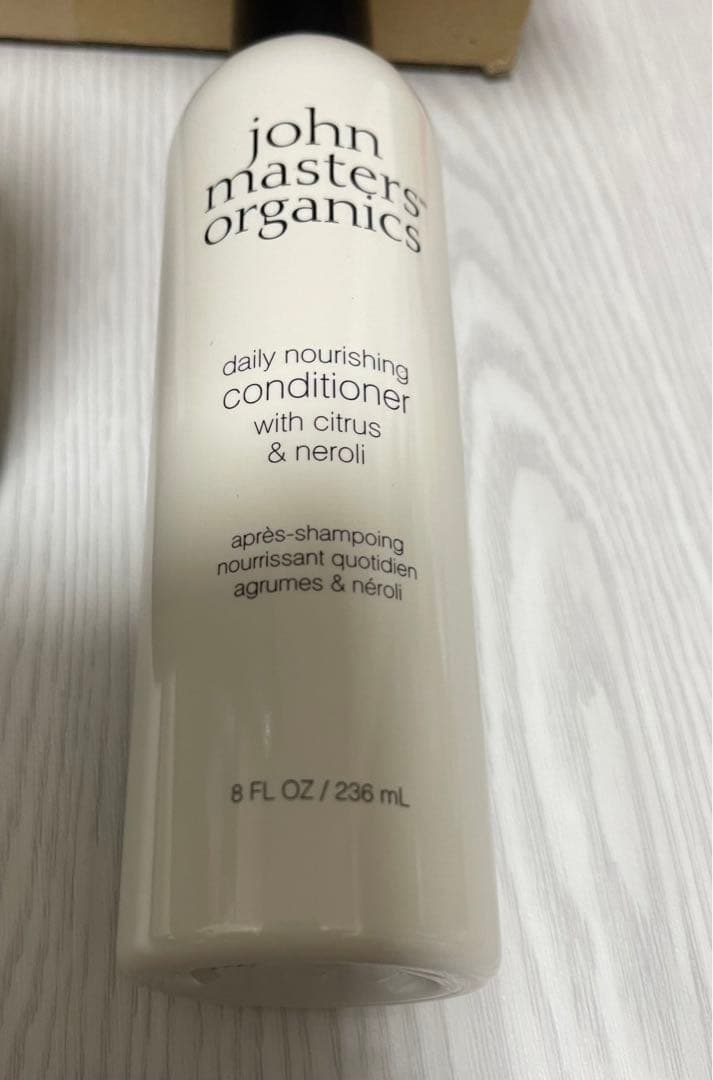 john
masters™
organics
daily nourishing
conditioner
with citrus
& neroli
après-shampoing
nourrissant quotidien
agrumes & néroli
8 FL OZ / 236 mL